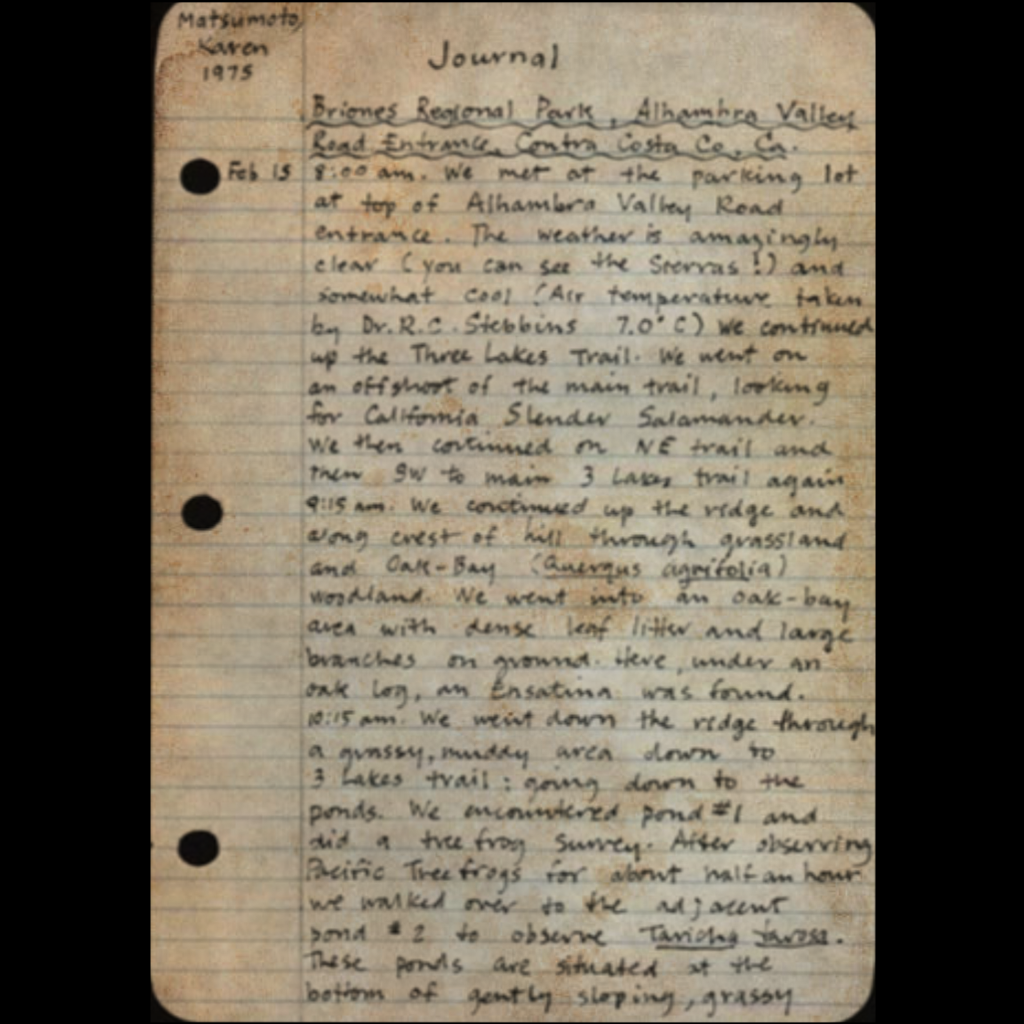 Matsumoto,
Karen
1975
Journal
Briones Regional Park, Alhambra Valley
Road Entrance, Contra Costa Co, Ca.
Feb 15 8:00 am. We met at the parking lot
at top of Alhambra Valley Road
entrance. The weather is amazingly
clear (you can see the Sierras!) and
somewhat cool (Air temperature taken
by Dr. R.C. Stebbins 7.0° C) We continued
up the Three Lakes Trail. We went on
an offshoot of the main trail, looking
for California Slender Salamander.
We then continued on NE trail and
then SW to main 3 Lakes trail again
9:15 am. We continued up the ridge and
along crest of hill through grassland
and Oak-Bay (Quergus agrifolia)
woodland. We went into an oak-bay
area with dense leaf litter and large
branches on ground. Here, under an
oak log, an Ensatina was found.
10:15 am. We went down the ridge through
a grassy, muddy area down to
3 Lakes trail: going down to the
ponds. We encountered pond #1 and
did a tree frog survey. After observing
Pacific Treefrogs for about half an hour
we walked over to the adjacent
pond #2 to observe Taricha torosa.
These ponds are situated at the
bottom of gently sloping, grassy